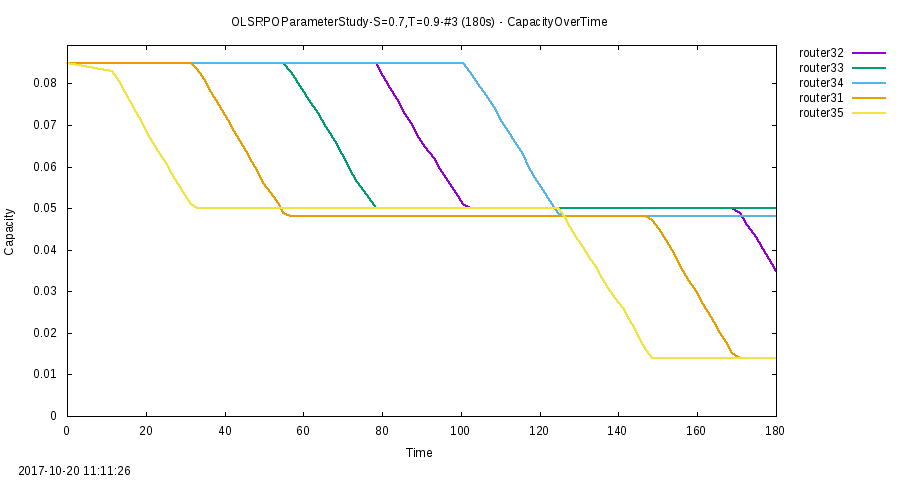 OLSRPOParameterStudy-S=0.7,T=0.9-#3 (180s) - CapacityOverTime
router32
router33
router34
router31
router35
0.08
0.07
0.06
0.05
0.04
0.03
0.02
0.01
0
Capacity
0 20 40 60 80 100 120 140 160 180
Time
2017-10-20 11:11:26